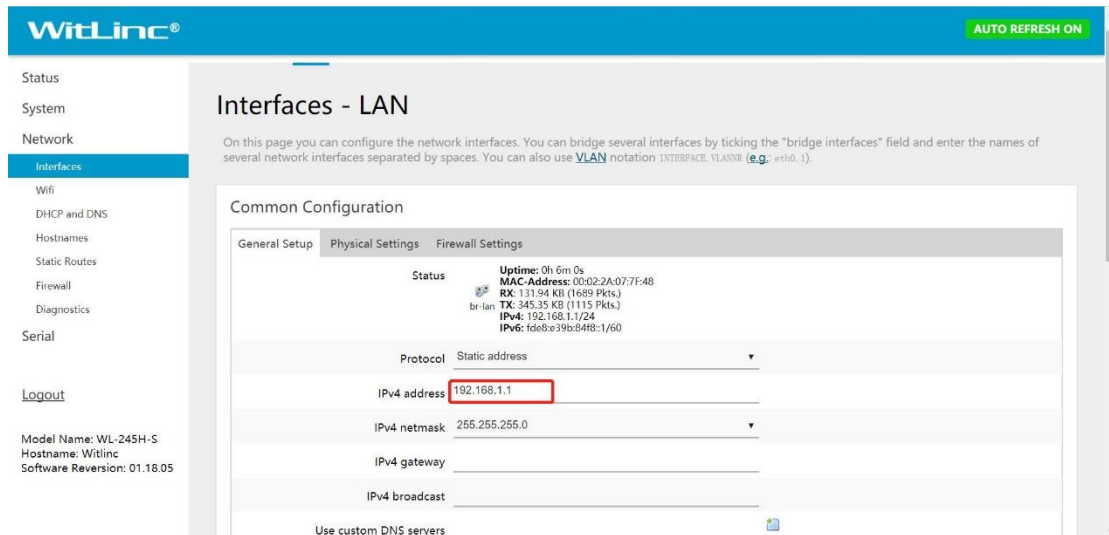 WitLinc®
AUTO REFRESH ON
Status
System
Network
Interfaces
Wifi
DHCP and DNS
Hostnames
Static Routes
Firewall
Diagnostics
Serial
Logout
Model Name: WL-245H-S
Hostname: Witlinc
Software Reversion: 01.18.05
Interfaces - LAN
On this page you can configure the network interfaces. You can bridge several interfaces by ticking the "bridge interfaces" field and enter the names of
several network interfaces separated by spaces. You can also use VLAN notation INTERFACE.VLANNR (e.g.: eth0.1).
Common Configuration
General Setup Physical Settings Firewall Settings
Status
br-lan
Uptime: 0h 6m 0s
MAC-Address: 00:02:2A:07:7F:48
RX: 131.94 KB (1689 Pkts.)
TX: 345.35 KB (1115 Pkts.)
IPv4: 192.168.1.1/24
IPv6: fde8:e39b:84f8::1/60
Protocol Static address
IPv4 address 192.168.1.1
IPv4 netmask 255.255.255.0
IPv4 gateway
IPv4 broadcast
Use custom DNS servers